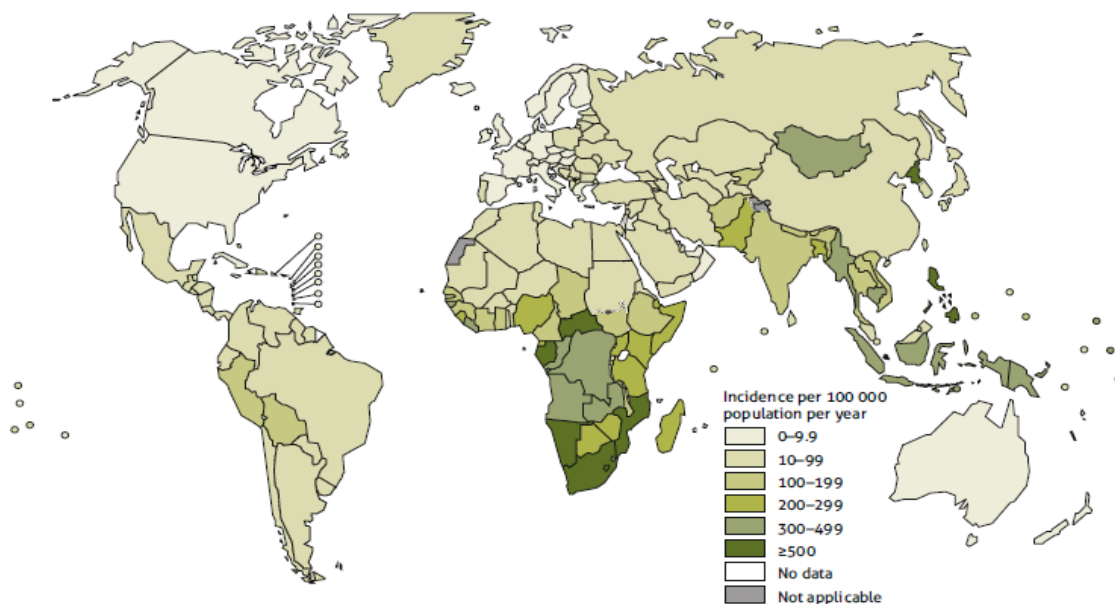 Incidence per 100 000
population per year
0–9.9
10–99
100–199
200–299
300–499
≥500
No data
Not applicable